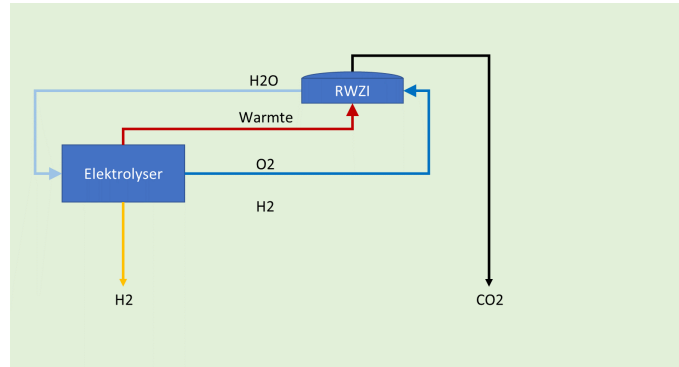 H2O
RWZI
Warmte
O2
Elektrolyser
H2
H2
CO2